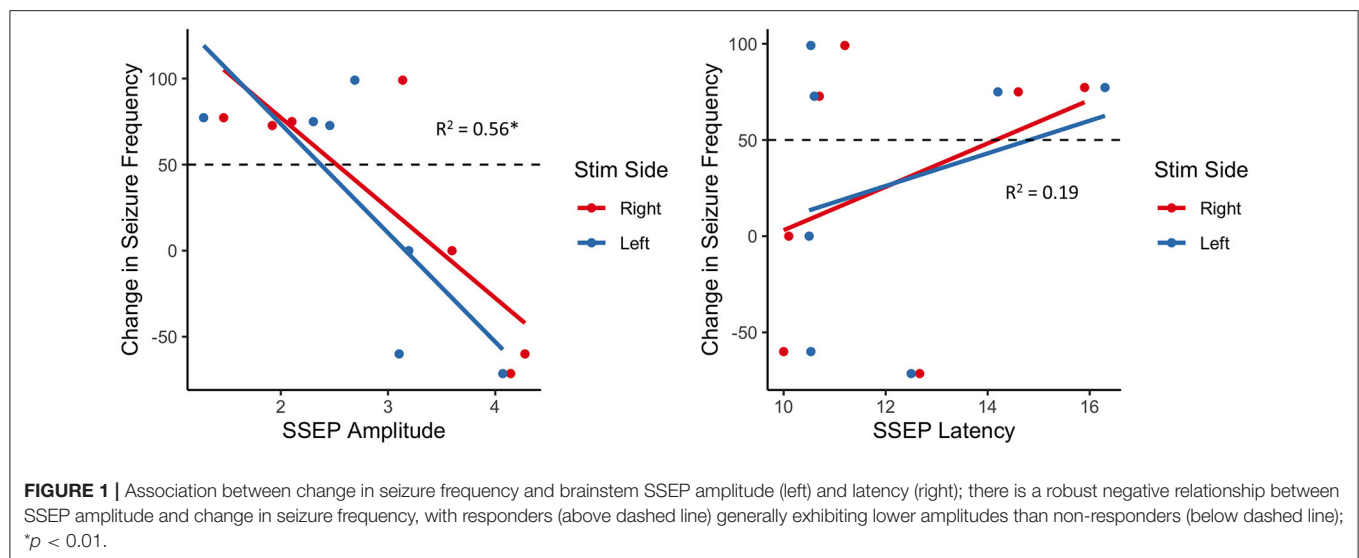 Change in Seizure Frequency
100
50
0
-50
2
3
4
SSEP Amplitude
R² = 0.56*
Stim Side
Right
Left
Change in Seizure Frequency
100
50
0
-50
10
12
14
16
SSEP Latency
R² = 0.19
Stim Side
Right
Left
FIGURE 1 | Association between change in seizure frequency and brainstem SSEP amplitude (left) and latency (right); there is a robust negative relationship between
SSEP amplitude and change in seizure frequency, with responders (above dashed line) generally exhibiting lower amplitudes than non-responders (below dashed line);
*p < 0.01.